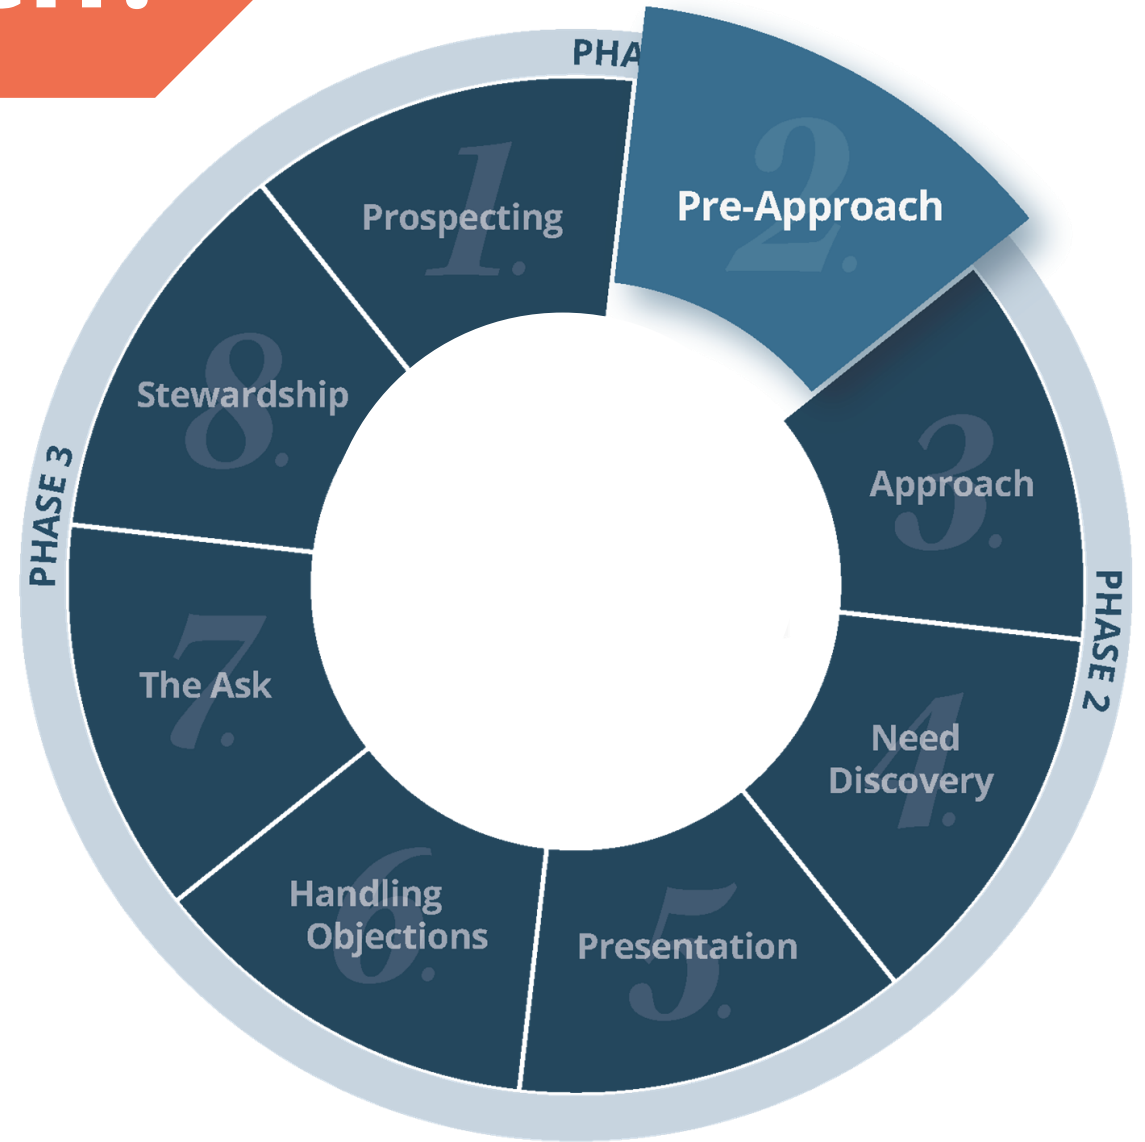 PHA
1.
Prospecting
2.
Pre-Approach
3.
Approach
PHASE 2
4.
Need
Discovery
5.
Presentation
6.
Handling
Objections
7.
The Ask
PHASE 3
8.
Stewardship